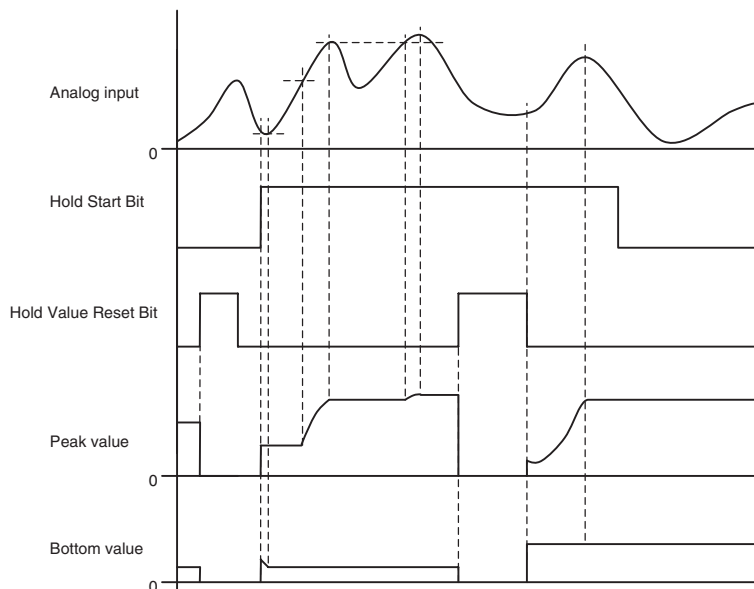 Analog input
0
Hold Start Bit
Hold Value Reset Bit
Peak value
0
Bottom value
0